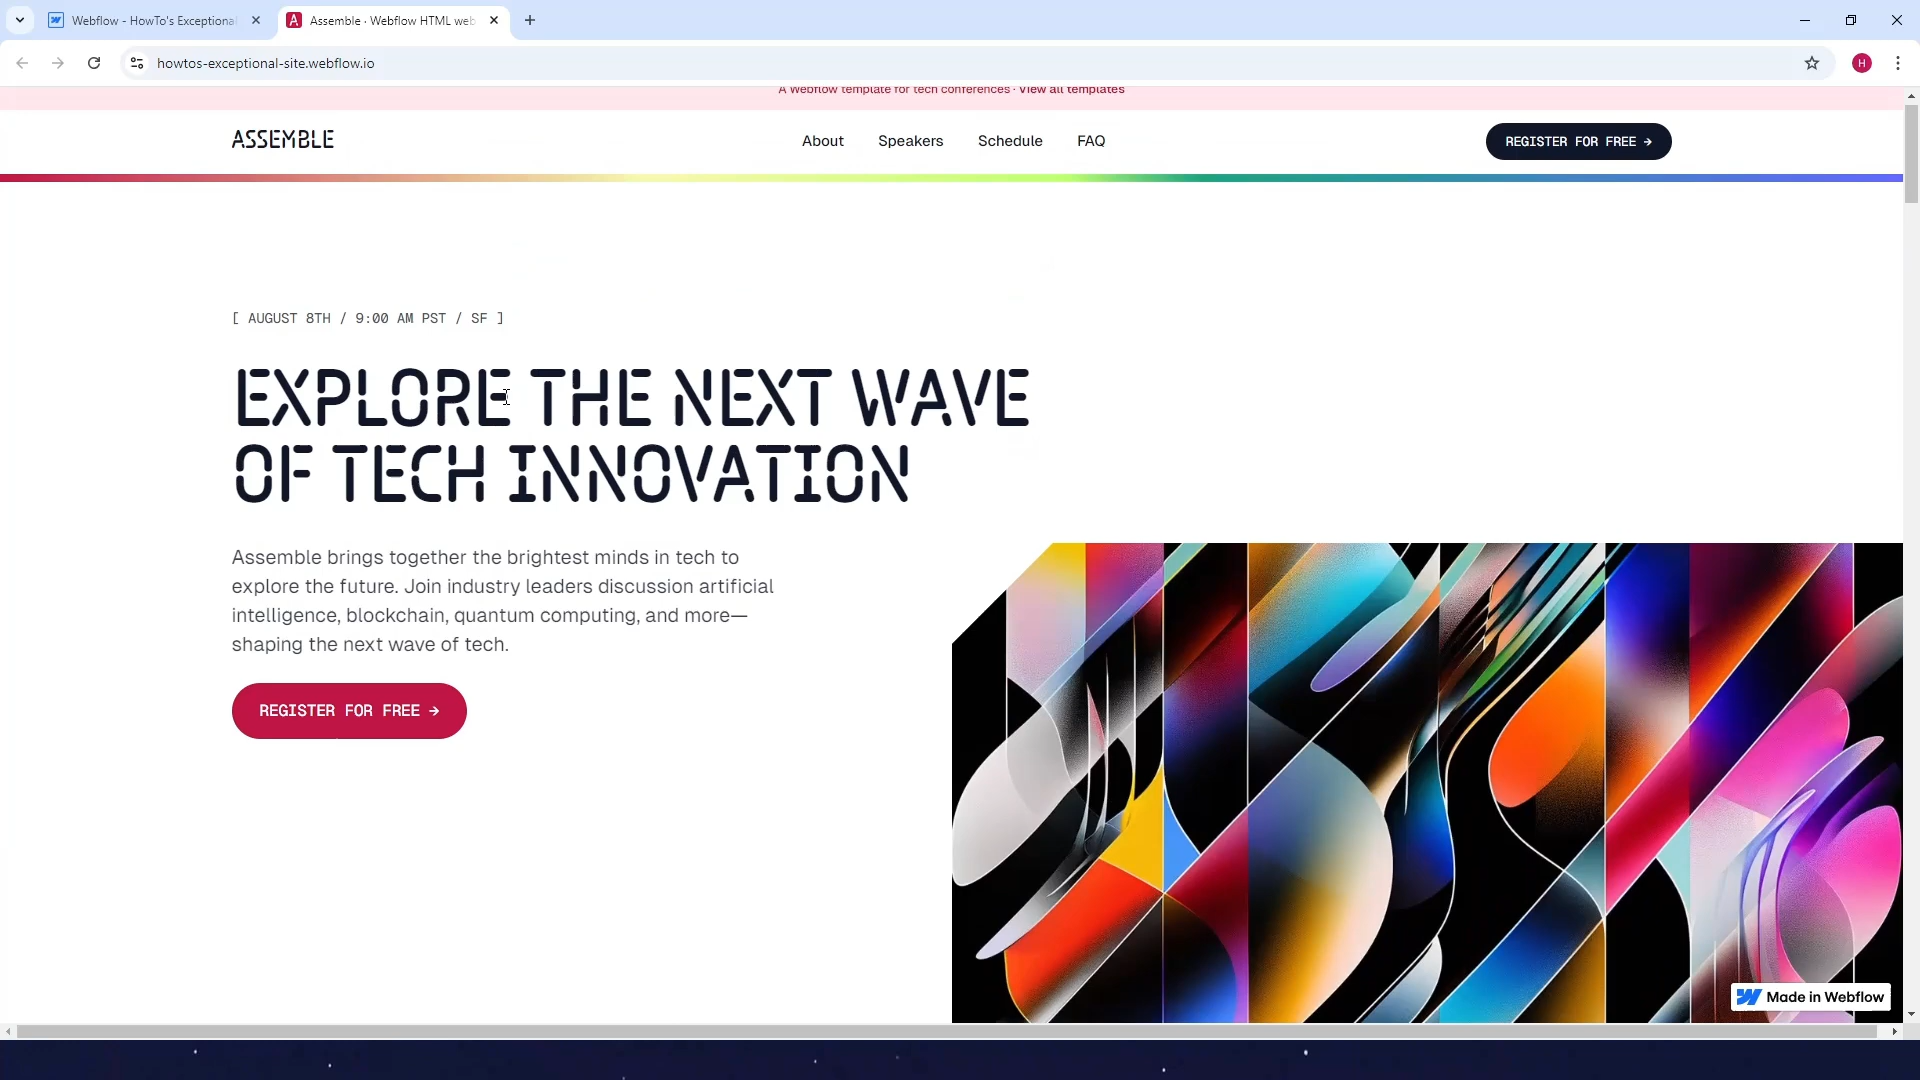 Webflow - HowTo's Exceptional
Assemble · Webflow HTML web
howtos-exceptional-site.webflow.io
H
A Webflow template for tech conferences · View all templates
ASSEMBLE
About
Speakers
Schedule
FAQ
REGISTER FOR FREE →
[ AUGUST 8TH / 9:00 AM PST / SF ]
EXPLORE THE NEXT WAVE
OF TECH INNOVATION
Assemble brings together the brightest minds in tech to
explore the future. Join industry leaders discussion artificial
intelligence, blockchain, quantum computing, and more—
shaping the next wave of tech.
REGISTER FOR FREE →
Made in Webflow